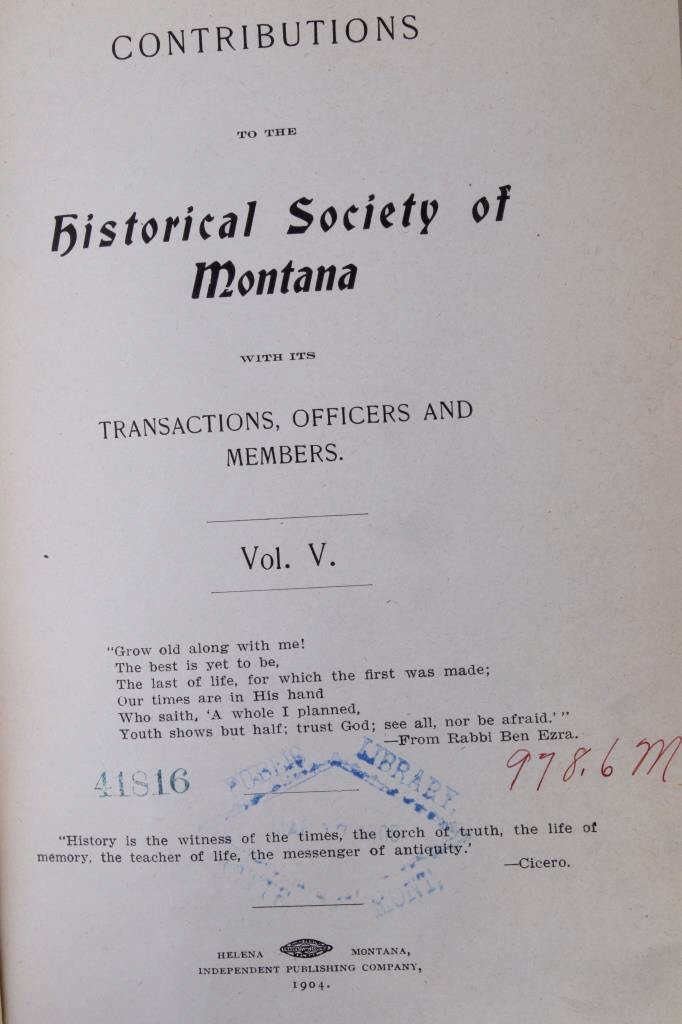 CONTRIBUTIONS
TO THE
Historical Society of
Montana
WITH ITS
TRANSACTIONS, OFFICERS AND
MEMBERS.
Vol. V.
"Grow old along with me!
The best is yet to be,
The last of life, for which the first was made;
Our times are in His hand
Who saith, 'A whole I planned,
Youth shows but half; trust God; see all, nor be afraid.'"
—From Rabbi Ben Ezra.
978.6 M
41816
PUBLIC LIBRARY
"History is the witness of the times, the torch of truth, the life of
memory, the teacher of life, the messenger of antiquity.'
—Cicero.
MONT.
HELENA MONTANA,
INDEPENDENT PUBLISHING COMPANY,
1904.